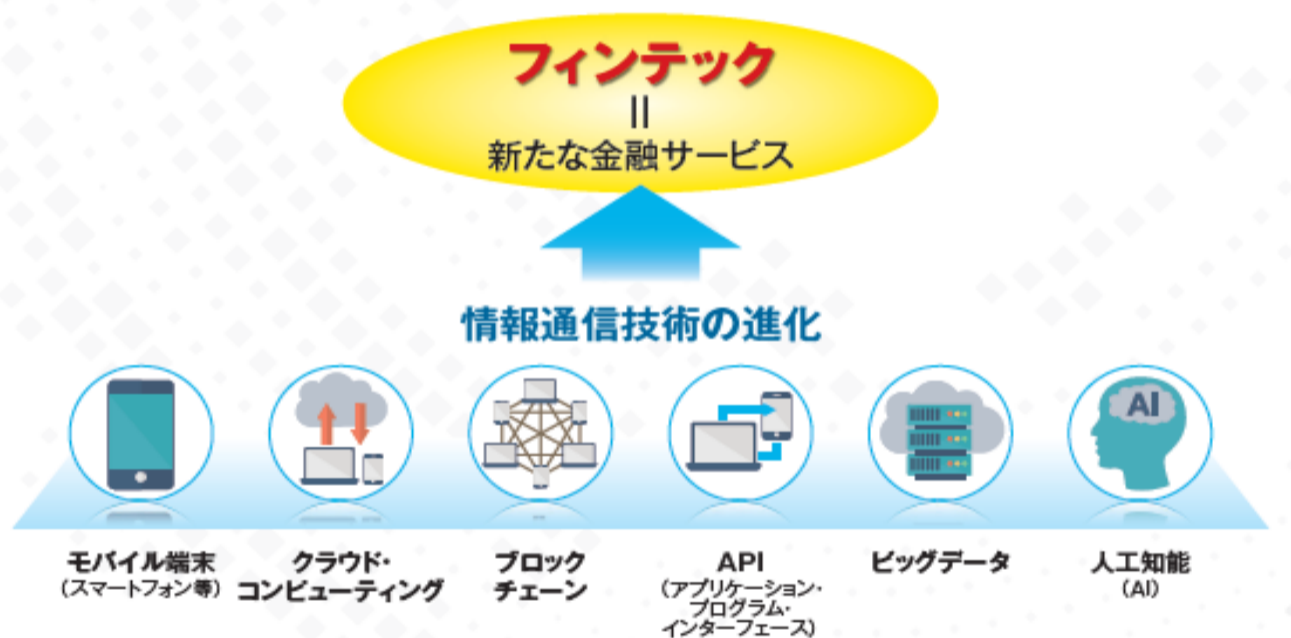 フィンテック
||
新たな金融サービス
情報通信技術の進化
AI
モバイル端末
(スマートフォン等)
クラウド・
コンピューティング
ブロック
チェーン
API
(アプリケーション・
プログラム・
インターフェース)
ビッグデータ
人工知能
(AI)